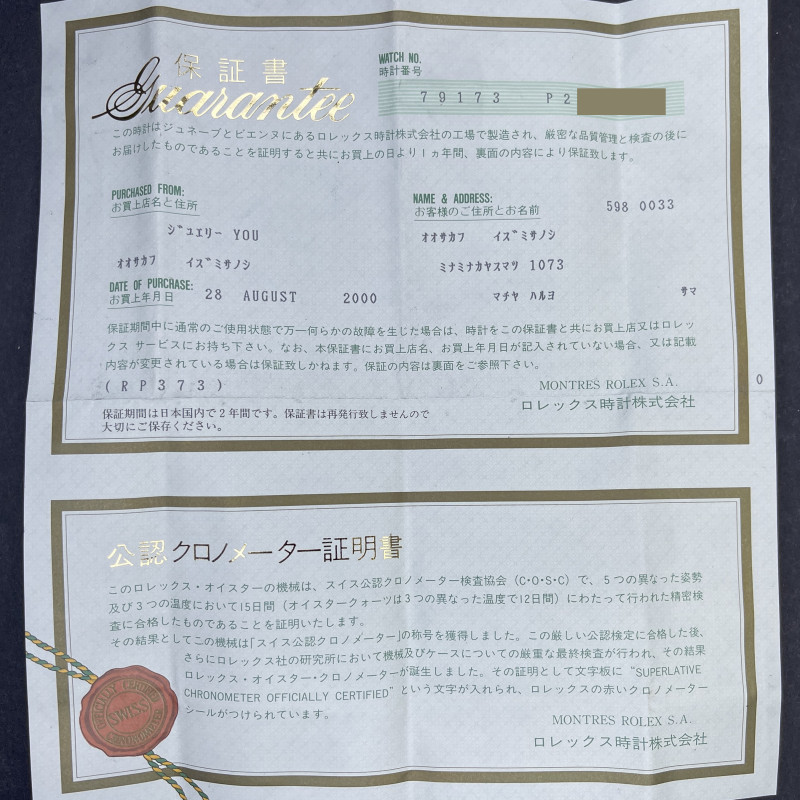 保証書
Guarantee
WATCH NO.
時計番号
79173 P2
この時計はジュネーブとビエンヌにあるロレックス時計株式会社の工場で製造され、厳密な品質管理と検査の後に
お届けしたものであることを証明すると共にお買上の日より1ヵ年間、裏面の内容により保証致します。
PURCHASED FROM:
お買上店名と住所
ジュエリー YOU
オオサカフ イズミサノシ
DATE OF PURCHASE:
お買上年月日
28 AUGUST 2000
NAME & ADDRESS:
お客様のご住所とお名前
598 0033
オオサカフ イズミサノシ
ミナミナカヤスマツ 1073
マチヤ ハルヨ サマ
保証期間中に通常のご使用状態で万一何らかの故障を生じた場合は、時計をこの保証書と共にお買上店又はロレッ
クス サービスにお持ち下さい。なお、本保証書にお買上店名、お買上年月日が記入されていない場合、又は記載
内容が変更されている場合は保証致しかねます。保証の内容は裏面をご参照下さい。
(RP373)
MONTRES ROLEX S.A.
ロレックス時計株式会社
0
保証期間は日本国内で2年間です。保証書は再発行致しませんので
大切にご保存ください。
公認クロノメーター証明書
このロレックス・オイスターの機械は、スイス公認クロノメーター検査協会(C・O・S・C)で、5つの異なった姿勢
及び3つの温度において15日間(オイスタークォーツは3つの異なった温度で12日間)にわたって行われた精密検
査に合格したものであることを証明いたします。
その結果としてこの機械は「スイス公認クロノメーター」の称号を獲得しました。この厳しい公認検定に合格した後、
さらにロレックス社の研究所において機械及びケースについての厳重な最終検査が行われ、その結果
ロレックス・オイスター・クロノメーターが誕生しました。その証明として文字板に "SUPERLATIVE
CHRONOMETER OFFICIALLY CERTIFIED" という文字が入れられ、ロレックスの赤いクロノメーター
シールがつけられています。
MONTRES ROLEX S.A.
ロレックス時計株式会社
OFFICIALLY CERTIFIED
SWISS